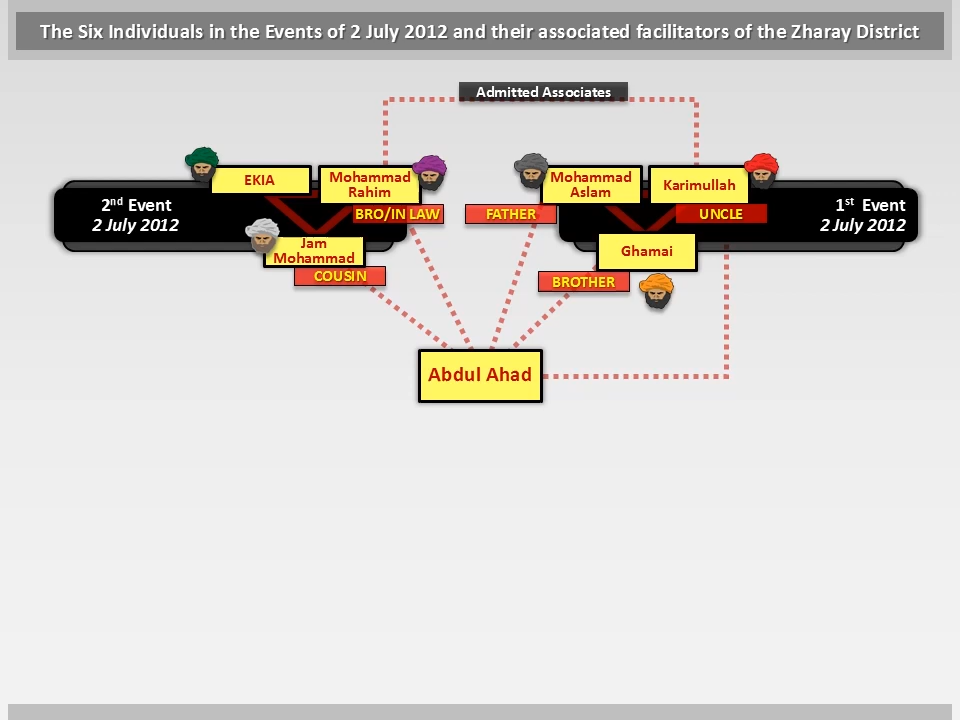 The Six Individuals in the Events of 2 July 2012 and their associated facilitators of the Zharay District
Admitted Associates
EKIA
Mohammad
Rahim
Mohammad
Aslam
Karimullah
2nd Event
2 July 2012
BRO/IN LAW
FATHER
UNCLE
1st Event
2 July 2012
Jam
Mohammad
Ghamai
COUSIN
BROTHER
Abdul Ahad